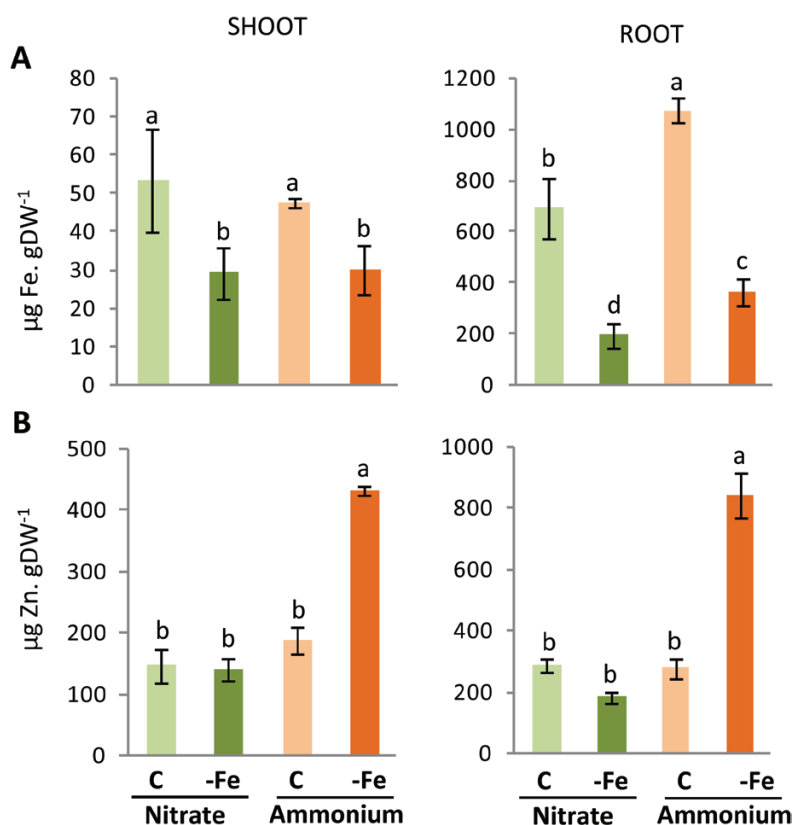 SHOOT
ROOT
A
80
70
60
50
40
30
20
10
0
µg Fe. gDW⁻¹
a
b
a
b
1200
1000
800
600
400
200
0
b
d
a
c
B
500
400
300
200
100
0
µg Zn. gDW⁻¹
b
b
b
a
1000
800
600
400
200
0
b
b
b
a
C -Fe C -Fe
Nitrate Ammonium
C -Fe C -Fe
Nitrate Ammonium